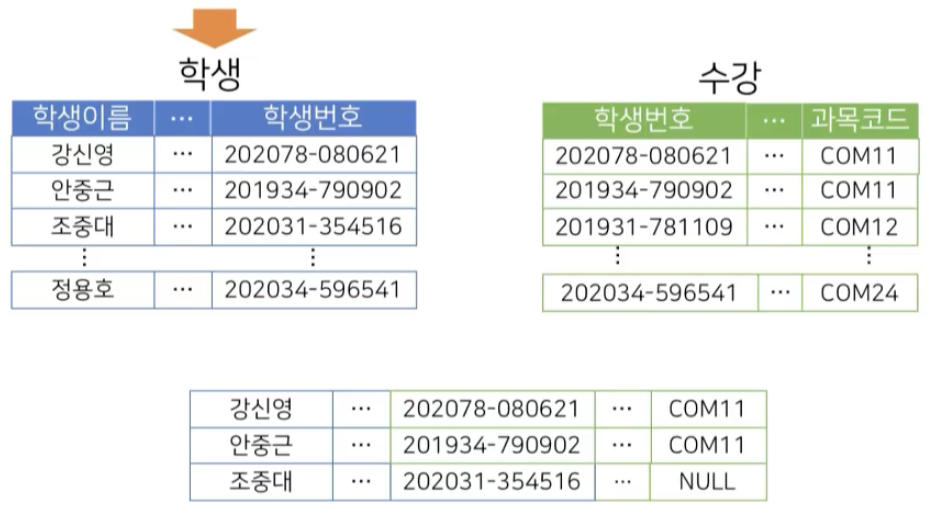 학생
학생이름 ... 학생번호
강신영 ... 202078-080621
안중근 ... 201934-790902
조중대 ... 202031-354516
⋮ ⋮
정용호 ... 202034-596541
수강
학생번호 ... 과목코드
202078-080621 ... COM11
201934-790902 ... COM11
201931-781109 ... COM12
⋮ ⋮
202034-596541 ... COM24
강신영 ... 202078-080621 ... COM11
안중근 ... 201934-790902 ... COM11
조중대 ... 202031-354516 ... NULL